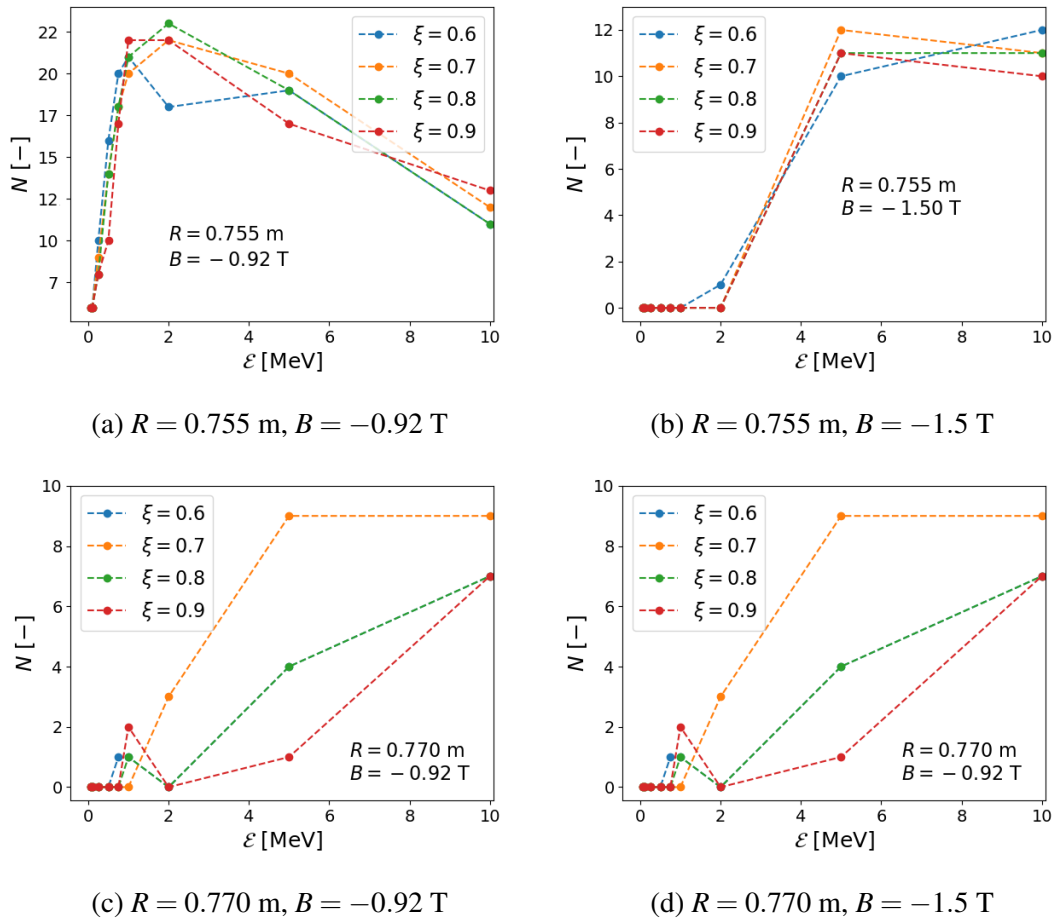 22
20
17
15
12
10
7
N [−]
ξ = 0.6
ξ = 0.7
ξ = 0.8
ξ = 0.9
R = 0.755 m
B = −0.92 T
0 2 4 6 8 10
ℰ [MeV]
(a) R = 0.755 m, B = −0.92 T
12
10
8
6
4
2
0
N [−]
ξ = 0.6
ξ = 0.7
ξ = 0.8
ξ = 0.9
R = 0.755 m
B = −1.50 T
0 2 4 6 8 10
ℰ [MeV]
(b) R = 0.755 m, B = −1.5 T
10
8
6
4
2
0
N [−]
ξ = 0.6
ξ = 0.7
ξ = 0.8
ξ = 0.9
R = 0.770 m
B = −0.92 T
0 2 4 6 8 10
ℰ [MeV]
(c) R = 0.770 m, B = −0.92 T
10
8
6
4
2
0
N [−]
ξ = 0.6
ξ = 0.7
ξ = 0.8
ξ = 0.9
R = 0.770 m
B = −0.92 T
0 2 4 6 8 10
ℰ [MeV]
(d) R = 0.770 m, B = −1.5 T